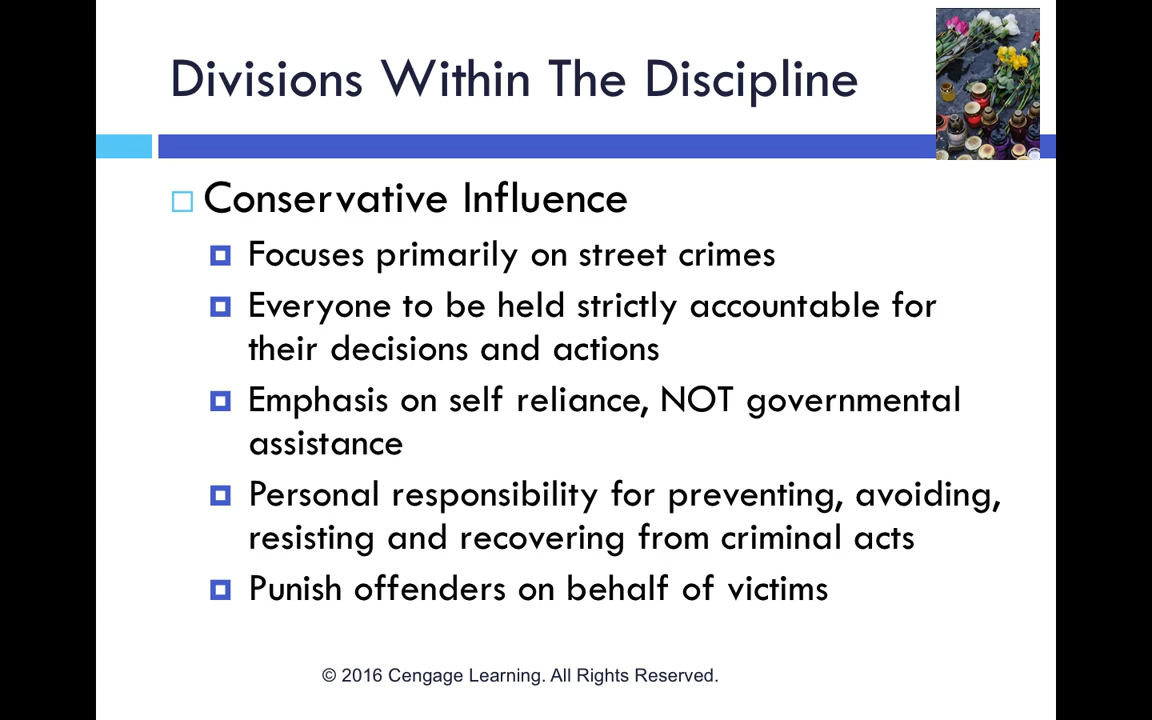 Divisions Within The Discipline
Conservative Influence
Focuses primarily on street crimes
Everyone to be held strictly accountable for
their decisions and actions
Emphasis on self reliance, NOT governmental
assistance
Personal responsibility for preventing, avoiding,
resisting and recovering from criminal acts
Punish offenders on behalf of victims
© 2016 Cengage Learning. All Rights Reserved.